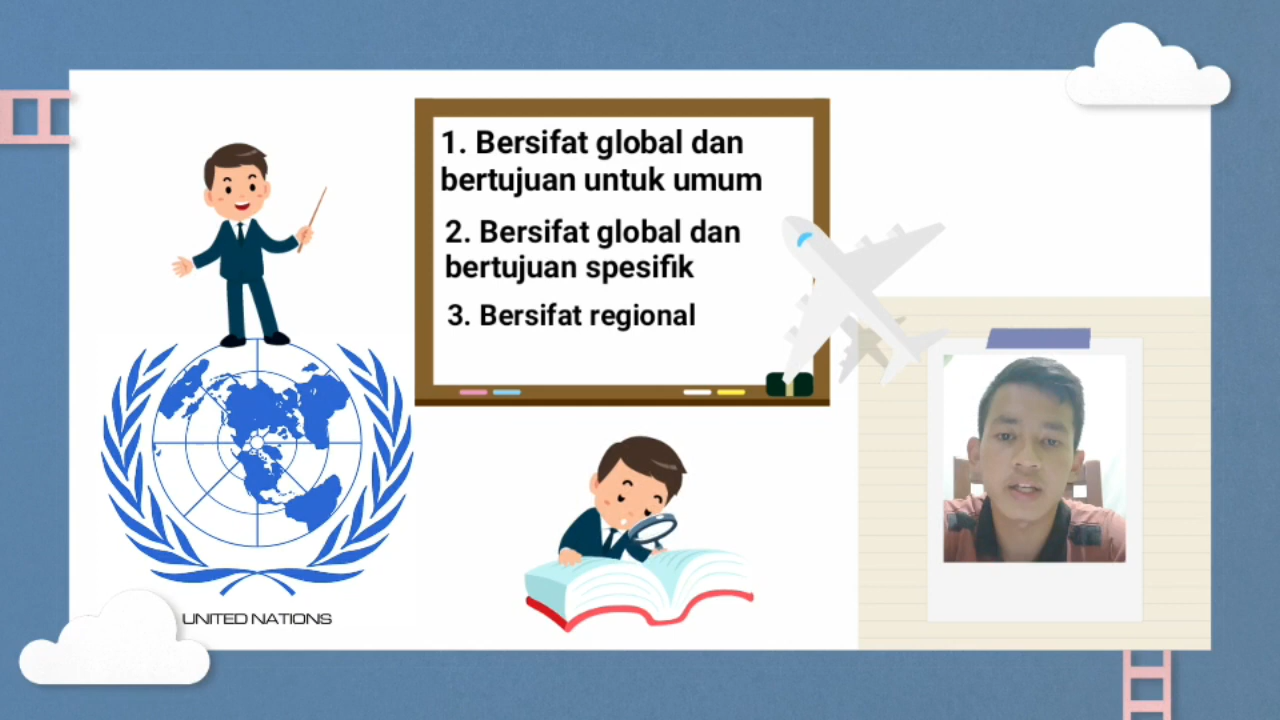 1. Bersifat global dan
bertujuan untuk umum
2. Bersifat global dan
bertujuan spesifik
3. Bersifat regional
UNITED NATIONS